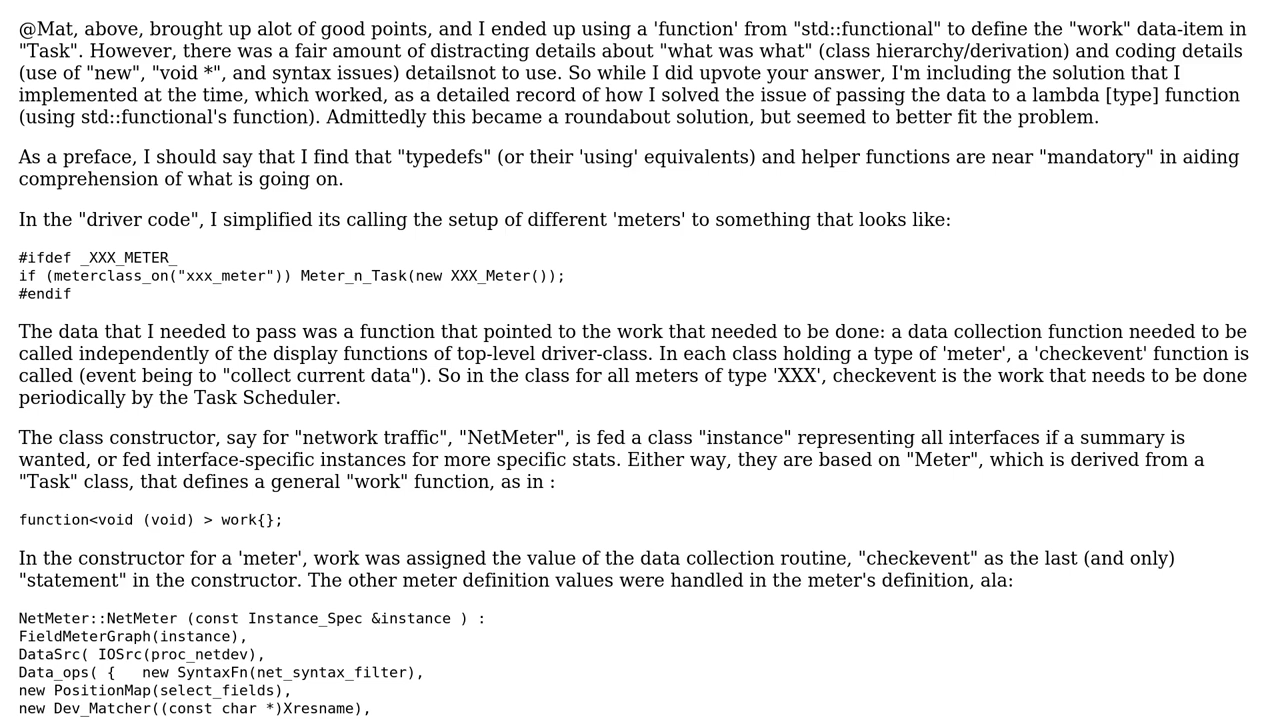 @Mat, above, brought up alot of good points, and I ended up using a 'function' from "std::functional" to define the "work" data-item in
"Task". However, there was a fair amount of distracting details about "what was what" (class hierarchy/derivation) and coding details
(use of "new", "void *", and syntax issues) detailsnot to use. So while I did upvote your answer, I'm including the solution that I
implemented at the time, which worked, as a detailed record of how I solved the issue of passing the data to a lambda [type] function
(using std::functional's function). Admittedly this became a roundabout solution, but seemed to better fit the problem.
As a preface, I should say that I find that "typedefs" (or their 'using' equivalents) and helper functions are near "mandatory" in aiding
comprehension of what is going on.
In the "driver code", I simplified its calling the setup of different 'meters' to something that looks like:
#ifdef _XXX_METER_
if (meterclass_on("xxx_meter")) Meter_n_Task(new XXX_Meter());
#endif
The data that I needed to pass was a function that pointed to the work that needed to be done: a data collection function needed to be
called independently of the display functions of top-level driver-class. In each class holding a type of 'meter', a 'checkevent' function is
called (event being to "collect current data"). So in the class for all meters of type 'XXX', checkevent is the work that needs to be done
periodically by the Task Scheduler.
The class constructor, say for "network traffic", "NetMeter", is fed a class "instance" representing all interfaces if a summary is
wanted, or fed interface-specific instances for more specific stats. Either way, they are based on "Meter", which is derived from a
"Task" class, that defines a general "work" function, as in :
function<void (void) > work{};
In the constructor for a 'meter', work was assigned the value of the data collection routine, "checkevent" as the last (and only)
"statement" in the constructor. The other meter definition values were handled in the meter's definition, ala:
NetMeter::NetMeter (const Instance_Spec &instance ) :
FieldMeterGraph(instance),
DataSrc( IOSrc(proc_netdev),
Data_ops( {   new SyntaxFn(net_syntax_filter),
new PositionMap(select_fields),
new Dev_Matcher((const char *)Xresname),